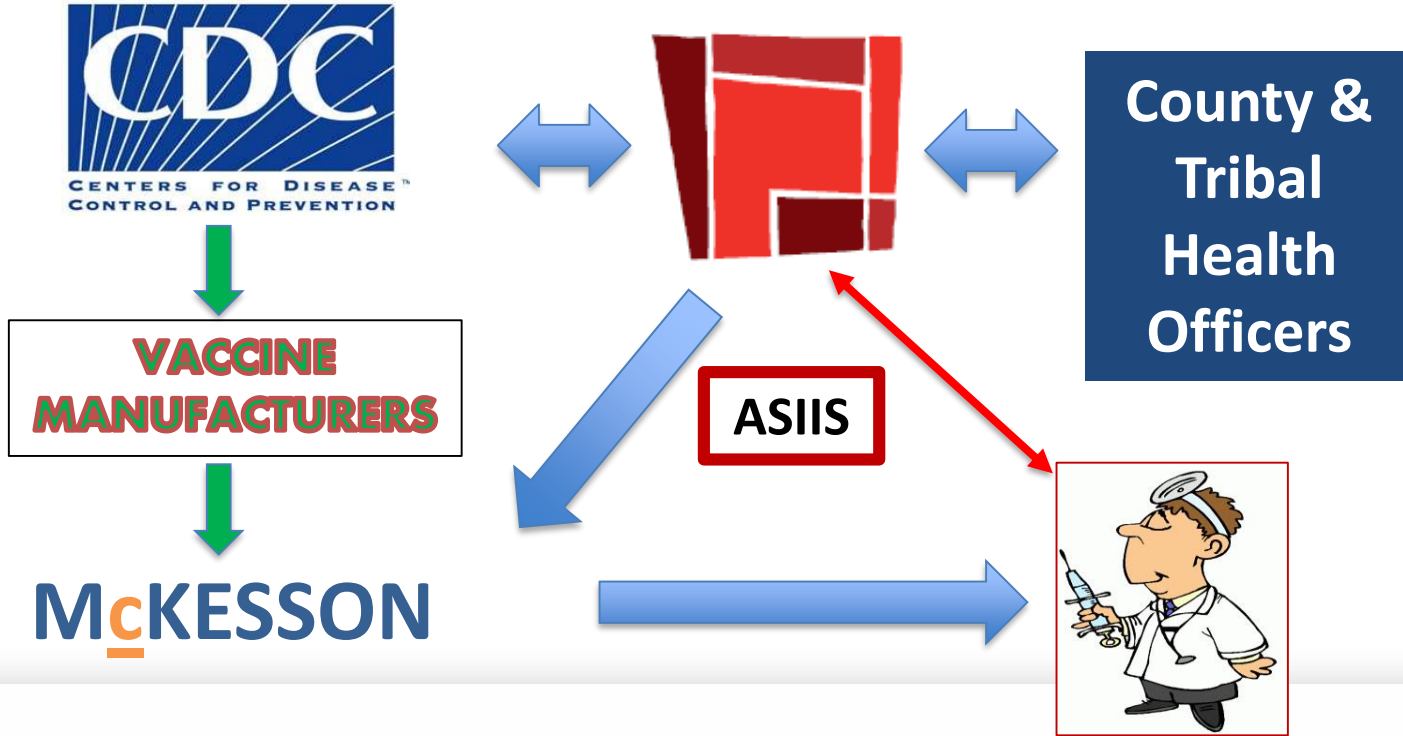 CDC
CENTERS FOR DISEASE™
CONTROL AND PREVENTION
County &
Tribal
Health
Officers
VACCINE
MANUFACTURERS
ASIIS
McKESSON